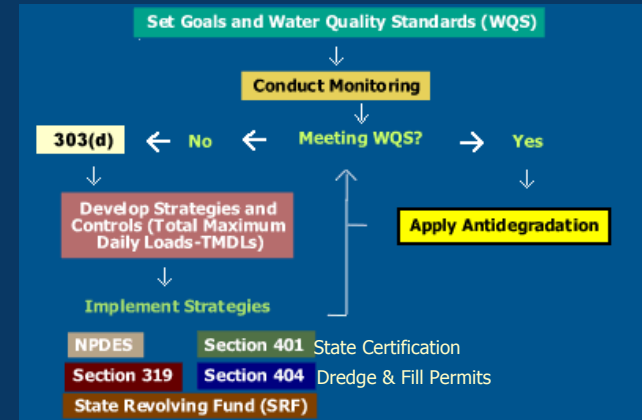 Set Goals and Water Quality Standards (WQS)
Conduct Monitoring
303(d)
No
Meeting WQS?
Yes
Develop Strategies and
Controls (Total Maximum
Daily Loads-TMDLs)
Apply Antidegradation
Implement Strategies
NPDES
Section 401 State Certification
Section 319
Section 404 Dredge & Fill Permits
State Revolving Fund (SRF)